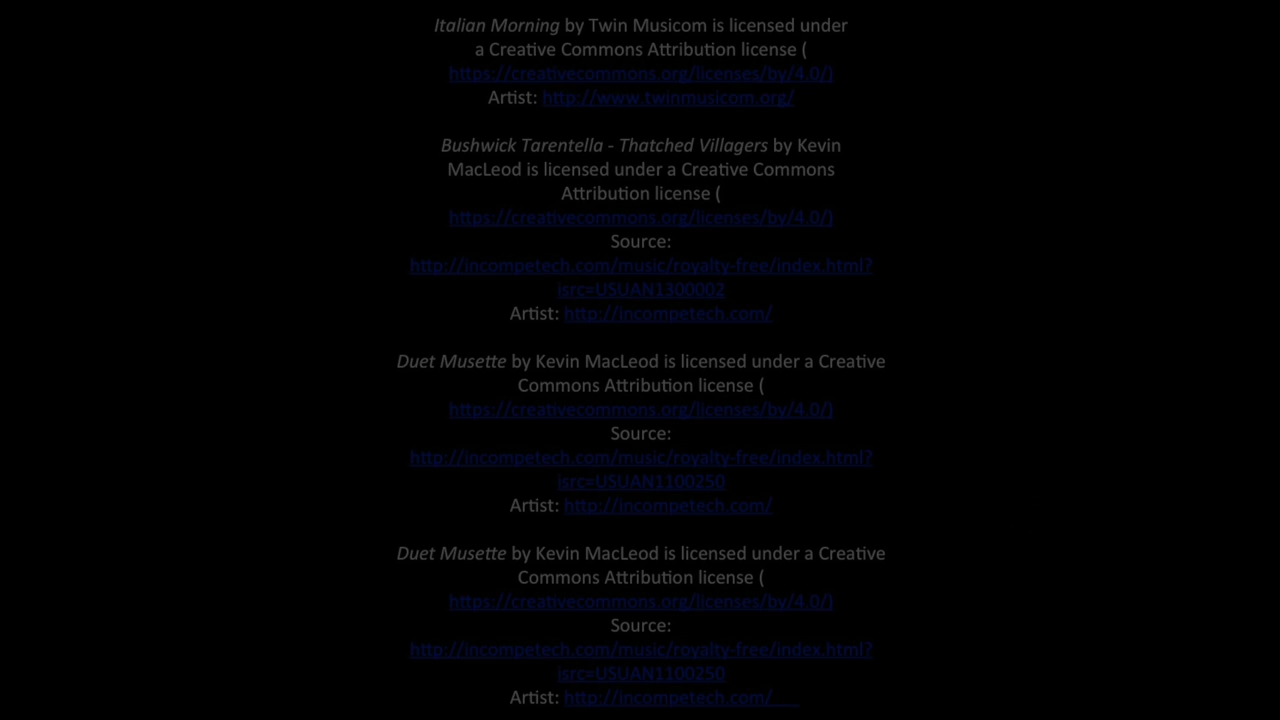 Italian Morning by Twin Musicom is licensed under
a Creative Commons Attribution license (
https://creativecommons.org/licenses/by/4.0/)
Artist: http://www.twinmusicom.org/
Bushwick Tarentella - Thatched Villagers by Kevin
MacLeod is licensed under a Creative Commons
Attribution license (
https://creativecommons.org/licenses/by/4.0/)
Source:
http://incompetech.com/music/royalty-free/index.html?
isrc=USUAN1300002
Artist: http://incompetech.com/
Duet Musette by Kevin MacLeod is licensed under a Creative
Commons Attribution license (
https://creativecommons.org/licenses/by/4.0/)
Source:
http://incompetech.com/music/royalty-free/index.html?
isrc=USUAN1100250
Artist: http://incompetech.com/
Duet Musette by Kevin MacLeod is licensed under a Creative
Commons Attribution license (
https://creativecommons.org/licenses/by/4.0/)
Source:
http://incompetech.com/music/royalty-free/index.html?
isrc=USUAN1100250
Artist: http://incompetech.com/